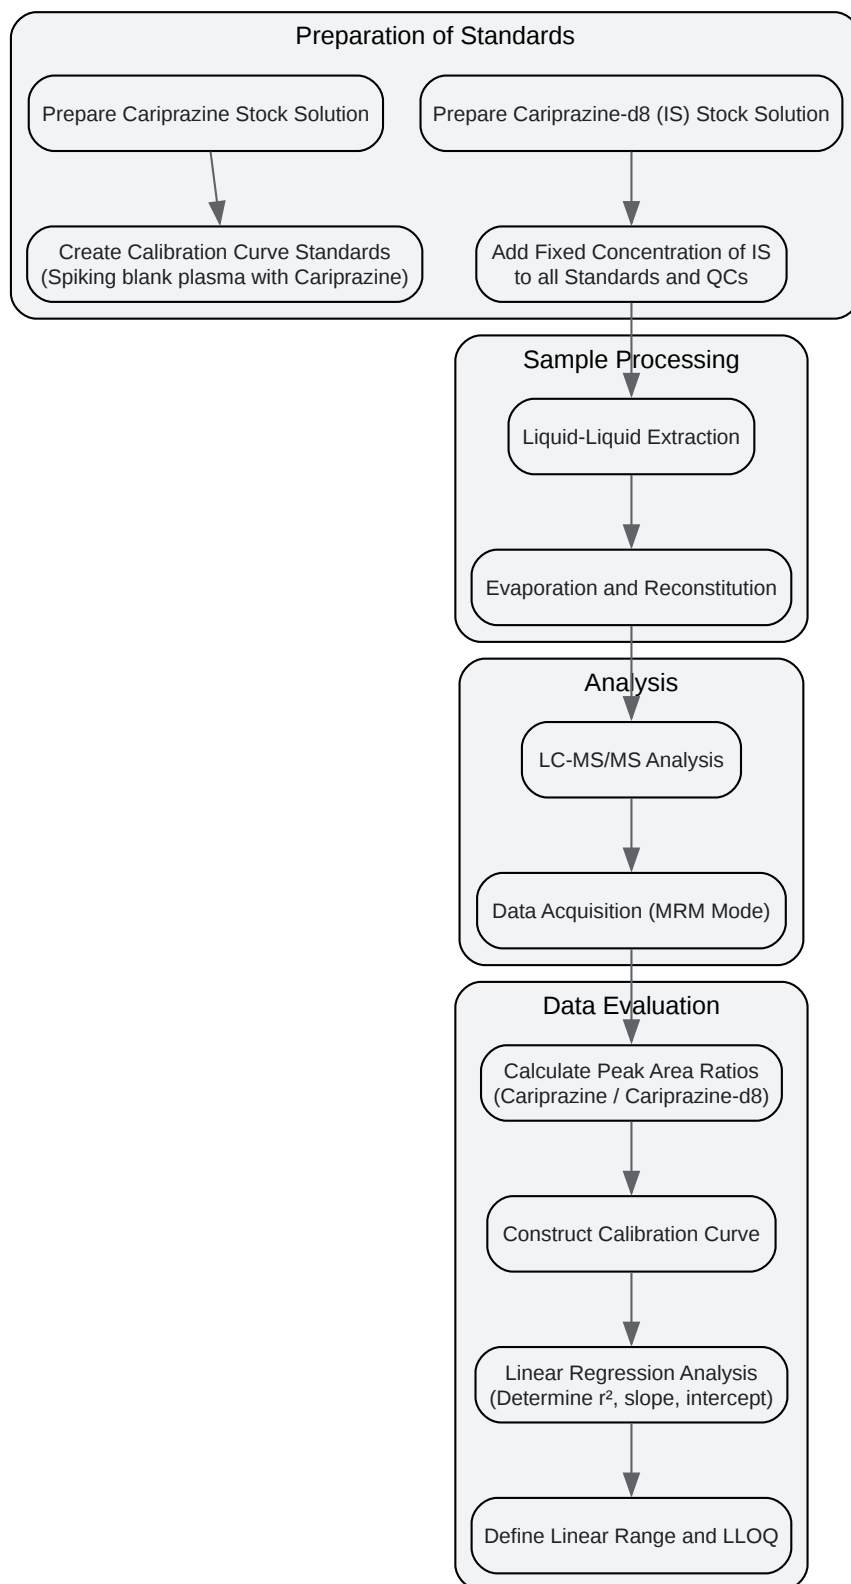 Preparation of Standards
Prepare Cariprazine Stock Solution
Prepare Cariprazine-d8 (IS) Stock Solution
Create Calibration Curve Standards
(Spiking blank plasma with Cariprazine)
Add Fixed Concentration of IS
to all Standards and QCs
Sample Processing
Liquid-Liquid Extraction
Evaporation and Reconstitution
Analysis
LC-MS/MS Analysis
Data Acquisition (MRM Mode)
Data Evaluation
Calculate Peak Area Ratios
(Cariprazine / Cariprazine-d8)
Construct Calibration Curve
Linear Regression Analysis
(Determine r², slope, intercept)
Define Linear Range and LLOQ